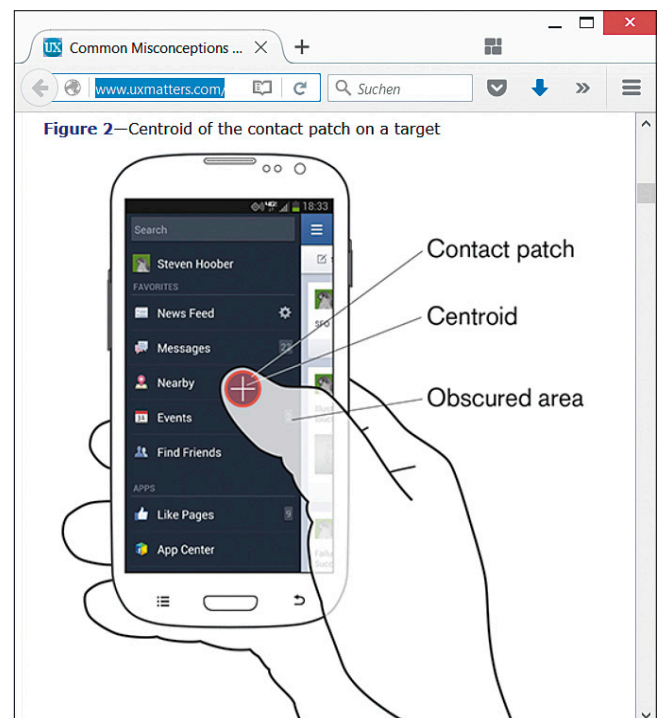 UX Common Misconceptions ...
www.uxmatters.com/
Suchen
Figure 2—Centroid of the contact patch on a target
18:33
Search
Steven Hoober
FAVORITES
News Feed
SFO
Messages
Nearby
Events
Find Friends
APPS
Like Pages 9
App Center
Contact patch
Centroid
Obscured area